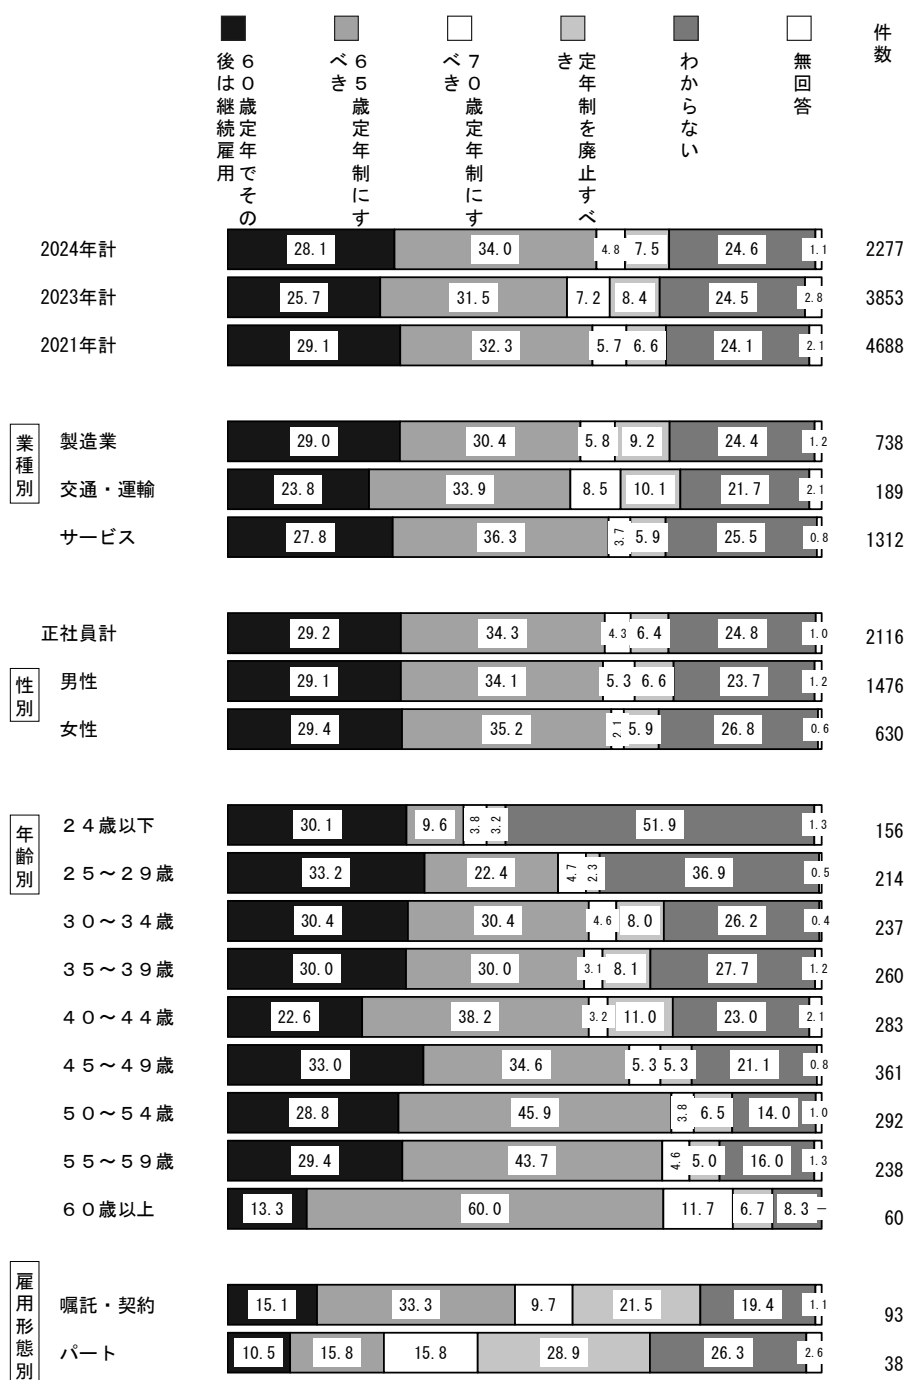 ６０歳定年でその
後は継続雇用
６５歳定年制にす
べき
７０歳定年制にす
べき
定年制を廃止すべ
き
わからない
無回答
件数
2024年計 28.1 34.0 4.8 7.5 24.6 1.1 2277
2023年計 25.7 31.5 7.2 8.4 24.5 2.8 3853
2021年計 29.1 32.3 5.7 6.6 24.1 2.1 4688
業種別
製造業 29.0 30.4 5.8 9.2 24.4 1.2 738
交通・運輸 23.8 33.9 8.5 10.1 21.7 2.1 189
サービス 27.8 36.3 3.7 5.9 25.5 0.8 1312
正社員計 29.2 34.3 4.3 6.4 24.8 1.0 2116
性別
男性 29.1 34.1 5.3 6.6 23.7 1.2 1476
女性 29.4 35.2 2.1 5.9 26.8 0.6 630
年齢別
２４歳以下 30.1 9.6 3.8 3.2 51.9 1.3 156
２５～２９歳 33.2 22.4 4.7 2.3 36.9 0.5 214
３０～３４歳 30.4 30.4 4.6 8.0 26.2 0.4 237
３５～３９歳 30.0 30.0 3.1 8.1 27.7 1.2 260
４０～４４歳 22.6 38.2 3.2 11.0 23.0 2.1 283
４５～４９歳 33.0 34.6 5.3 5.3 21.1 0.8 361
５０～５４歳 28.8 45.9 3.8 6.5 14.0 1.0 292
５５～５９歳 29.4 43.7 4.6 5.0 16.0 1.3 238
６０歳以上 13.3 60.0 11.7 6.7 8.3 － 60
雇用形態別
嘱託・契約 15.1 33.3 9.7 21.5 19.4 1.1 93
パート 10.5 15.8 15.8 28.9 26.3 2.6 38